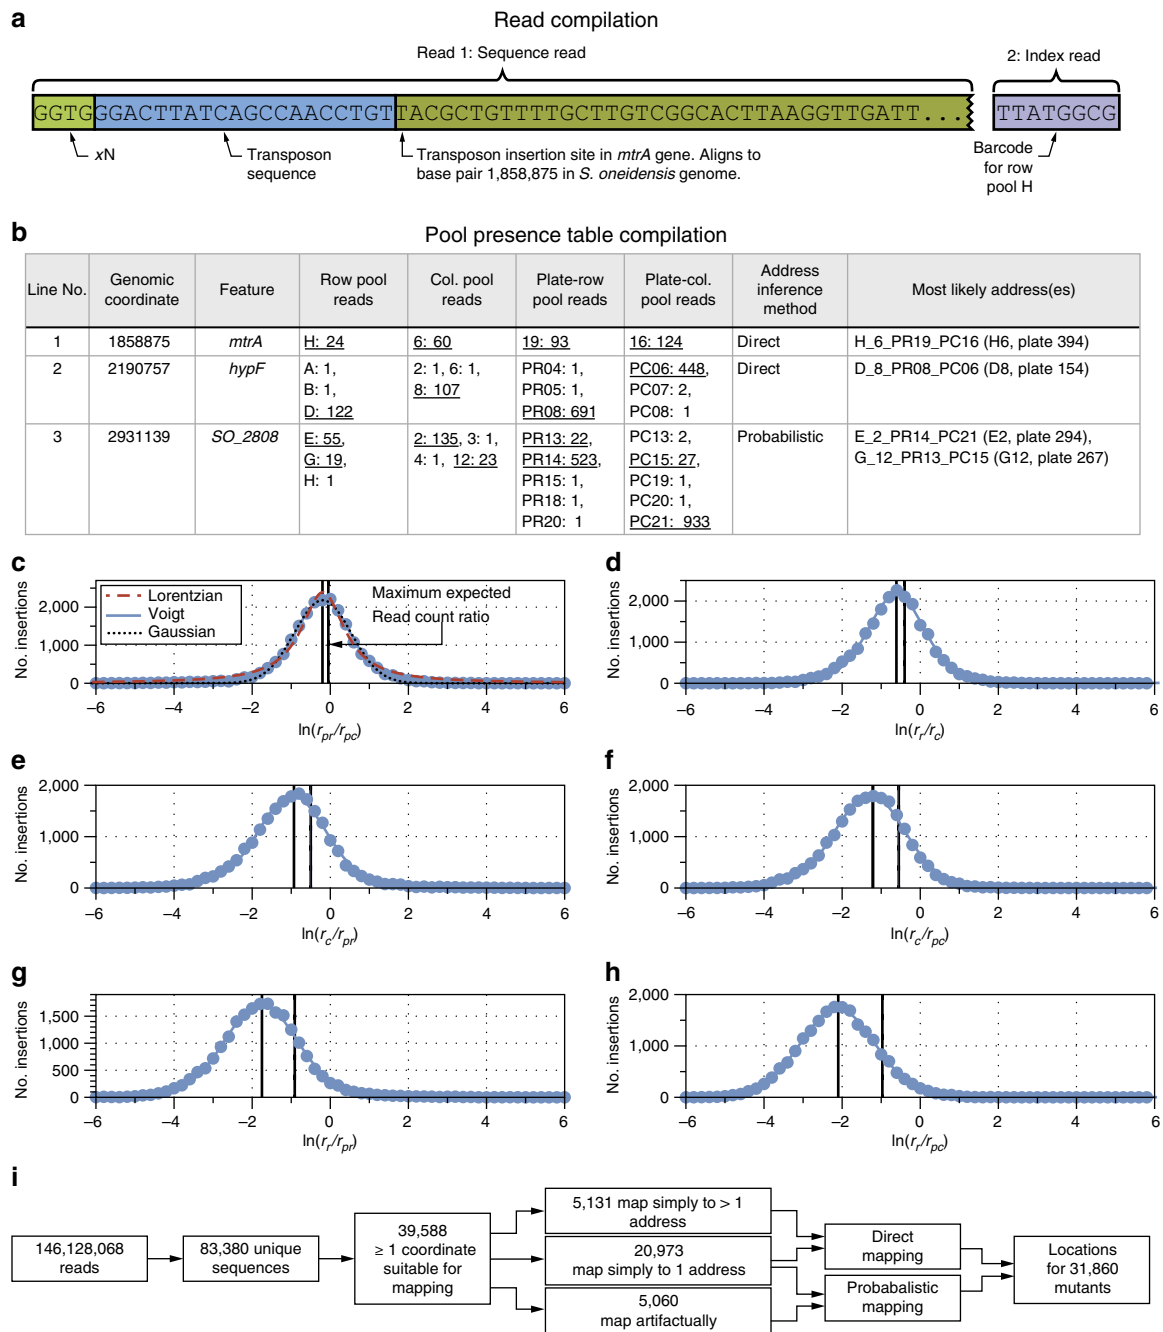 a
Read compilation
Read 1: Sequence read
2: Index read
GGTGGGACTTATCAGCCAACCTGTTACGCTGTTTTGCTTGTCGGCACTTAAGGTTGATT...
TTATGGCG
xN
Transposon sequence
Transposon insertion site in mtrA gene. Aligns to
base pair 1,858,875 in S. oneidensis genome.
Barcode
for row
pool H
b
Pool presence table compilation
Line No. Genomic coordinate Feature Row pool reads Col. pool reads Plate-row pool reads Plate-col. pool reads Address inference method Most likely address(es)
1 1858875 mtrA H: 24 6: 60 19: 93 16: 124 Direct H_6_PR19_PC16 (H6, plate 394)
2 2190757 hypF A: 1, 2: 1, 6: 1, PR04: 1, PC06: 448, Direct D_8_PR08_PC06 (D8, plate 154)
B: 1, 8: 107 PR05: 1, PC07: 2,
D: 122 PR08: 691 PC08: 1
3 2931139 SO_2808 E: 55, 2: 135, 3: 1, PR13: 22, PC13: 2, Probabilistic E_2_PR14_PC21 (E2, plate 294),
G: 19, 4: 1, 12: 23 PR14: 523, PC15: 27, G_12_PR13_PC15 (G12, plate 267)
H: 1 PR15: 1, PC19: 1,
PR18: 1, PC20: 1,
PR20: 1 PC21: 933
c
No. insertions
2,000
1,000
0
Lorentzian
Voigt
Gaussian
Maximum expected
Read count ratio
−6 −4 −2 0 2 4 6
ln(rpr/rpc)
d
No. insertions
2,000
1,000
0
−6 −4 −2 0 2 4 6
ln(rr/rc)
e
No. insertions
2,000
1,000
0
−6 −4 −2 0 2 4 6
ln(rc/rpr)
f
No. insertions
2,000
1,000
0
−6 −4 −2 0 2 4 6
ln(rc/rpc)
g
No. insertions
1,500
1,000
500
0
−6 −4 −2 0 2 4 6
ln(rr/rpr)
h
No. insertions
2,000
1,000
0
−6 −4 −2 0 2 4 6
ln(rr/rpc)
i
146,128,068
reads
83,380 unique
sequences
39,588
≥ 1 coordinate
suitable for
mapping
5,131 map simply to > 1
address
20,973
map simply to 1 address
5,060
map artifactually
Direct
mapping
Probabalistic
mapping
Locations
for 31,860
mutants